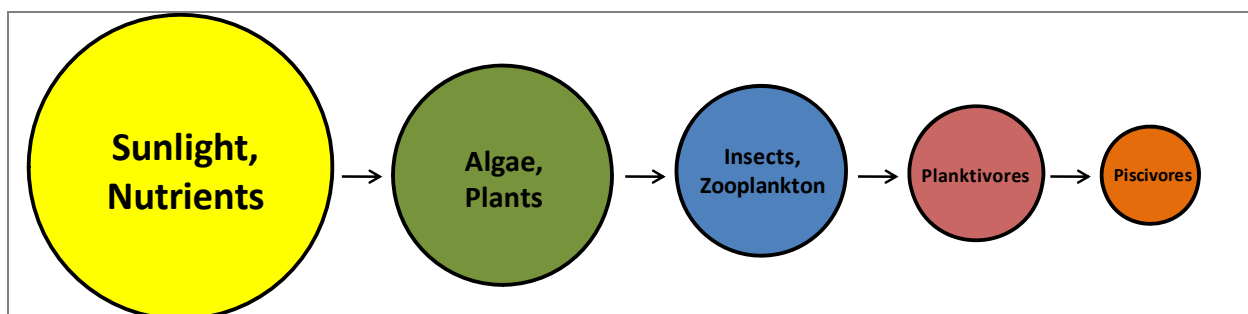 Sunlight,
Nutrients
Algae,
Plants
Insects,
Zooplankton
Planktivores
Piscivores